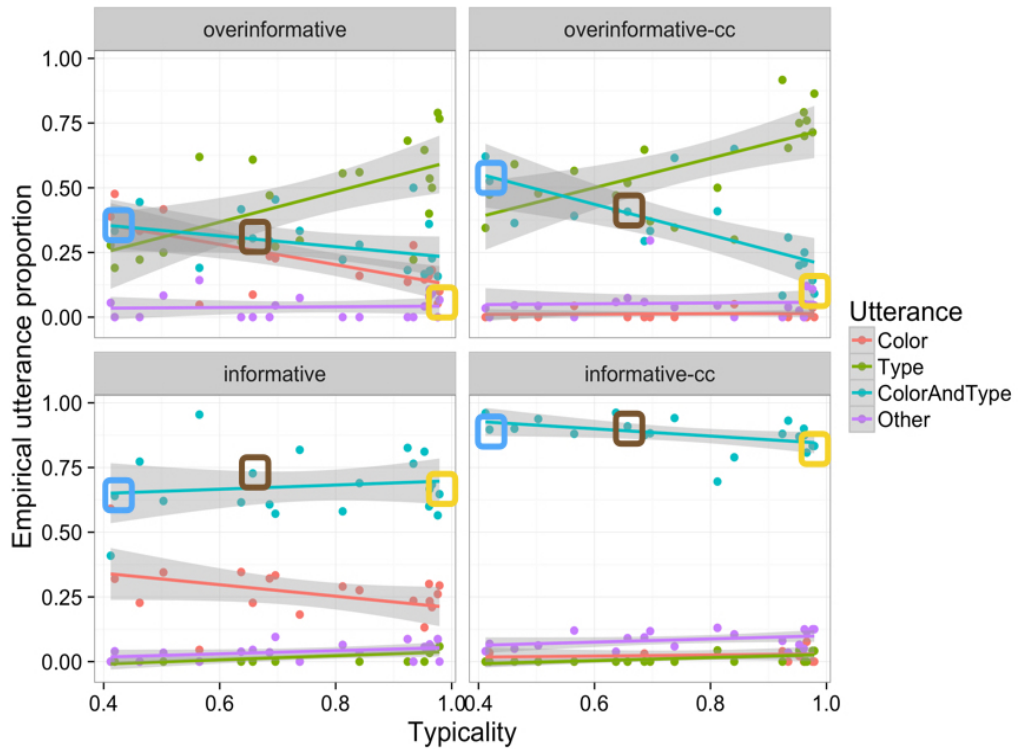 overinformative
overinformative-cc
1.00
0.75
0.50
0.25
0.00
informative
informative-cc
1.00
0.75
0.50
0.25
0.00
0.4
0.6
0.8
1.0
0.4
0.6
0.8
1.0
Typicality
Empirical utterance proportion
Utterance
Color
Type
ColorAndType
Other